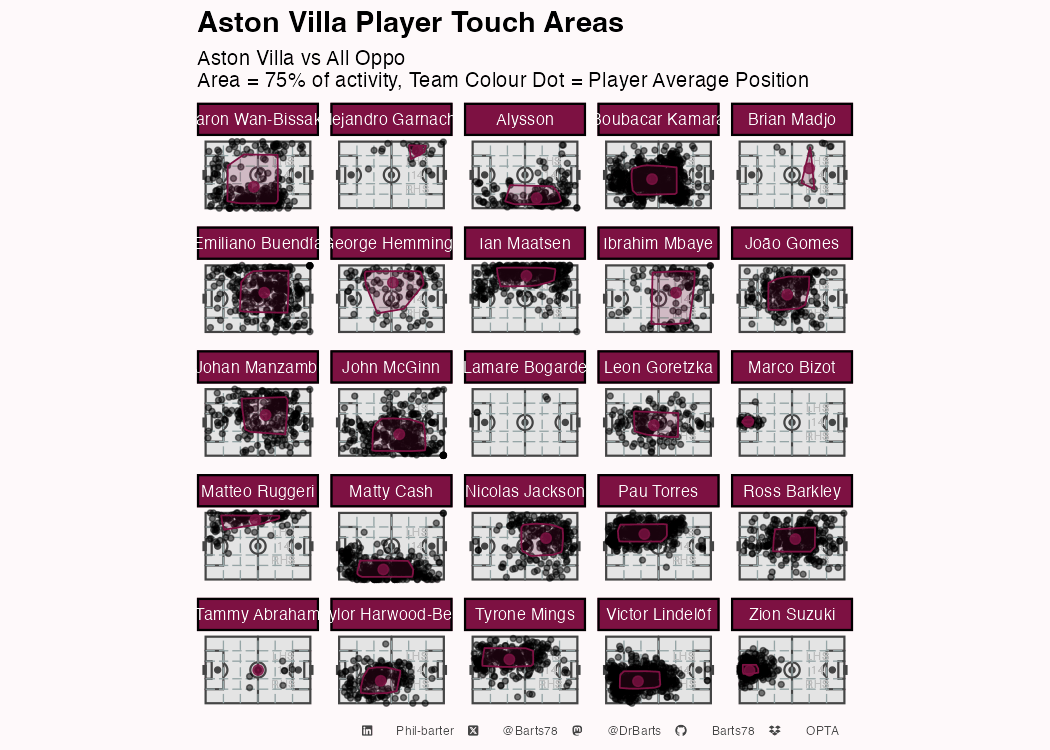 Aston Villa Player Touch Areas
Aston Villa vs All Oppo
Area = 75% of activity, Team Colour Dot = Player Average Position
aron Wan-Bissak lejandro Garnach Alysson Boubacar Kamara Brian Madjo
Emiliano Buendía George Hemming Ian Maatsen Ibrahim Mbaye João Gomes
Johan Manzamb John McGinn Lamare Bogarde Leon Goretzka Marco Bizot
Matteo Ruggeri Matty Cash Nicolas Jackson Pau Torres Ross Barkley
Tammy Abraham ylor Harwood-Be Tyrone Mings Victor Lindelöf Zion Suzuki
Phil-barter @Barts78 @DrBarts Barts78 OPTA